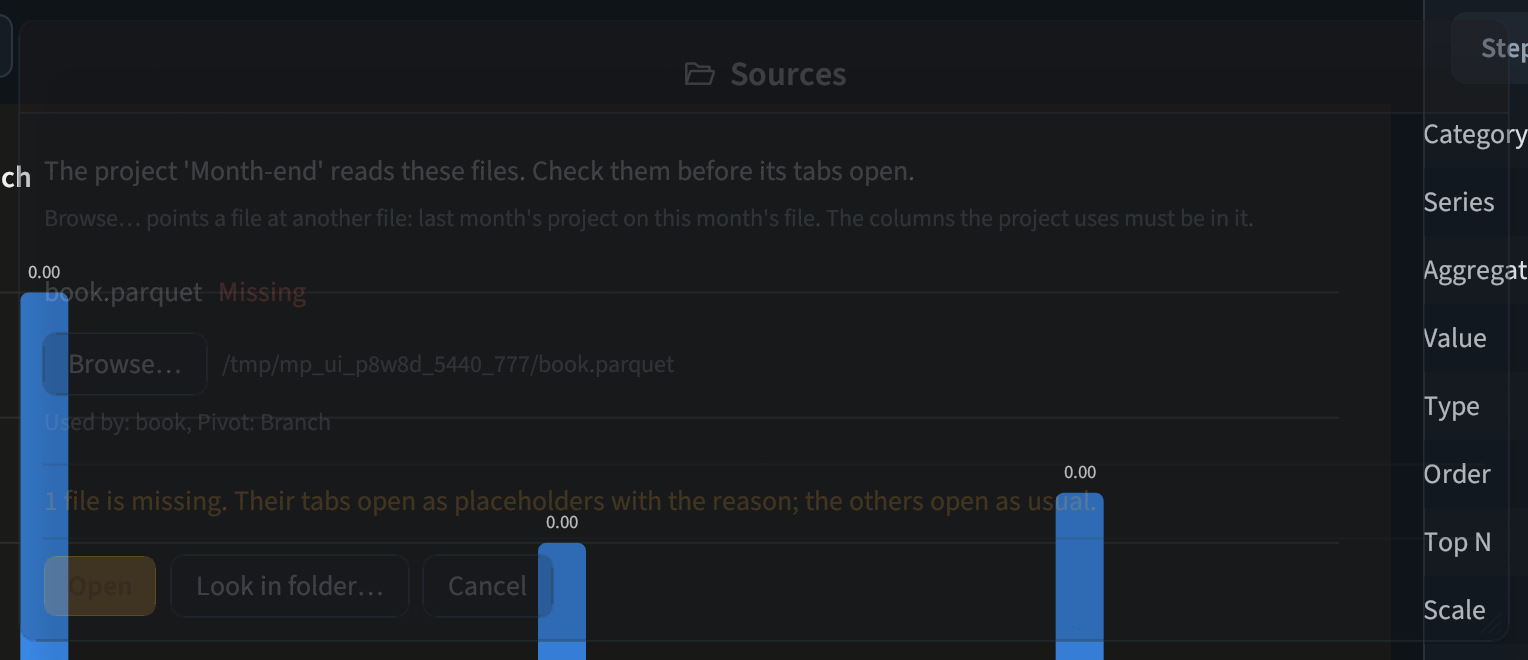 Sources
Step
The project 'Month-end' reads these files. Check them before its tabs open.
Category
ch
Browse… points a file at another file: last month's project on this month's file. The columns the project uses must be in it.
Series
0.00
book.parquet Missing
Aggregat
Browse… /tmp/mp_ui_p8w8d_5440_777/book.parquet
Value
Used by: book, Pivot: Branch
Type
0.00
Order
1 file is missing. Their tabs open as placeholders with the reason; the others open as usual.
0.00
Top N
Open Look in folder… Cancel
Scale